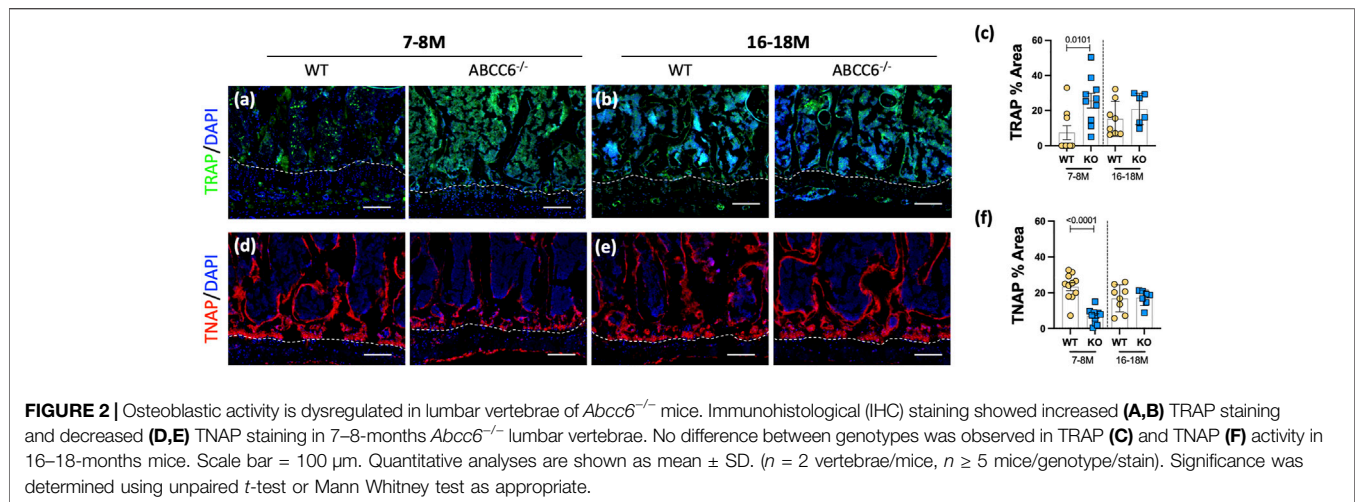 7-8M
16-18M
WT
ABCC6-/-
WT
ABCC6-/-
(a)
(b)
TRAP/DAPI
(c)
TRAP % Area
60
40
20
0
0.0101
WT KO WT KO
7-8M 16-18M
(d)
(e)
TNAP/DAPI
(f)
TNAP % Area
60
40
20
0
<0.0001
WT KO WT KO
7-8M 16-18M
FIGURE 2 | Osteoblastic activity is dysregulated in lumbar vertebrae of Abcc6−/− mice. Immunohistological (IHC) staining showed increased (A,B) TRAP staining
and decreased (D,E) TNAP staining in 7–8-months Abcc6−/− lumbar vertebrae. No difference between genotypes was observed in TRAP (C) and TNAP (F) activity in
16–18-months mice. Scale bar = 100 μm. Quantitative analyses are shown as mean ± SD. (n = 2 vertebrae/mice, n ≥ 5 mice/genotype/stain). Significance was
determined using unpaired t-test or Mann Whitney test as appropriate.